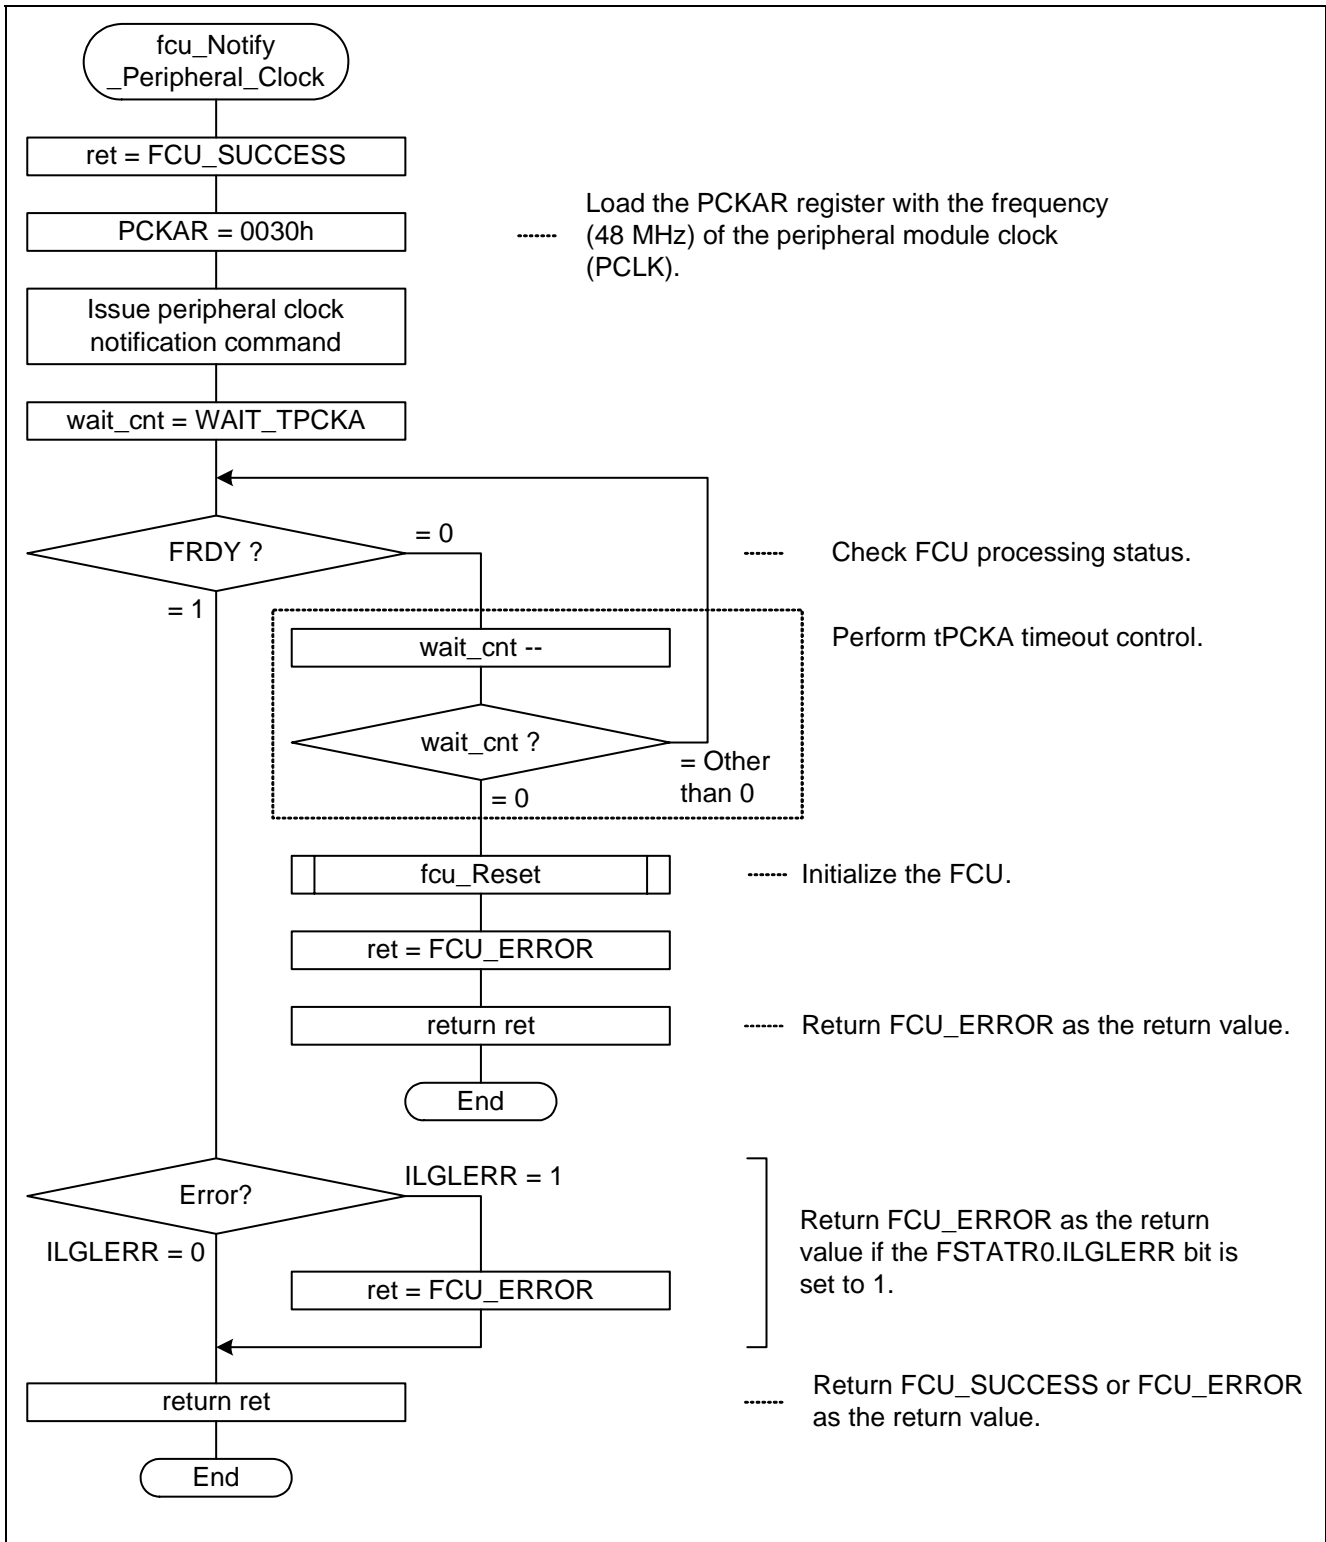 fcu_Notify
_Peripheral_Clock
ret = FCU_SUCCESS
PCKAR = 0030h
Load the PCKAR register with the frequency
(48 MHz) of the peripheral module clock
(PCLK).
Issue peripheral clock
notification command
wait_cnt = WAIT_TPCKA
FRDY ?
= 0
= 1
Check FCU processing status.
wait_cnt --
Perform tPCKA timeout control.
wait_cnt ?
= Other
than 0
= 0
fcu_Reset
Initialize the FCU.
ret = FCU_ERROR
return ret
Return FCU_ERROR as the return value.
End
Error?
ILGLERR = 1
ILGLERR = 0
ret = FCU_ERROR
Return FCU_ERROR as the return
value if the FSTATR0.ILGLERR bit is
set to 1.
return ret
Return FCU_SUCCESS or FCU_ERROR
as the return value.
End